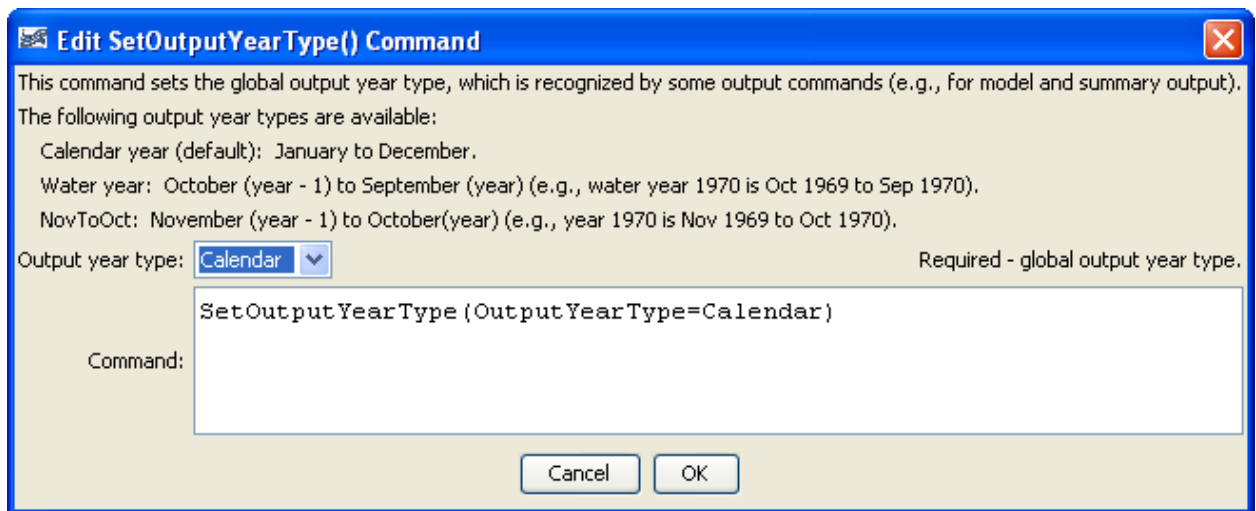 Edit SetOutputYearType() Command
This command sets the global output year type, which is recognized by some output commands (e.g., for model and summary output).
The following output year types are available:
Calendar year (default): January to December.
Water year: October (year - 1) to September (year) (e.g., water year 1970 is Oct 1969 to Sep 1970).
NovToOct: November (year - 1) to October(year) (e.g., year 1970 is Nov 1969 to Oct 1970).
Output year type: Calendar Required - global output year type.
SetOutputYearType(OutputYearType=Calendar)
Command:
Cancel OK